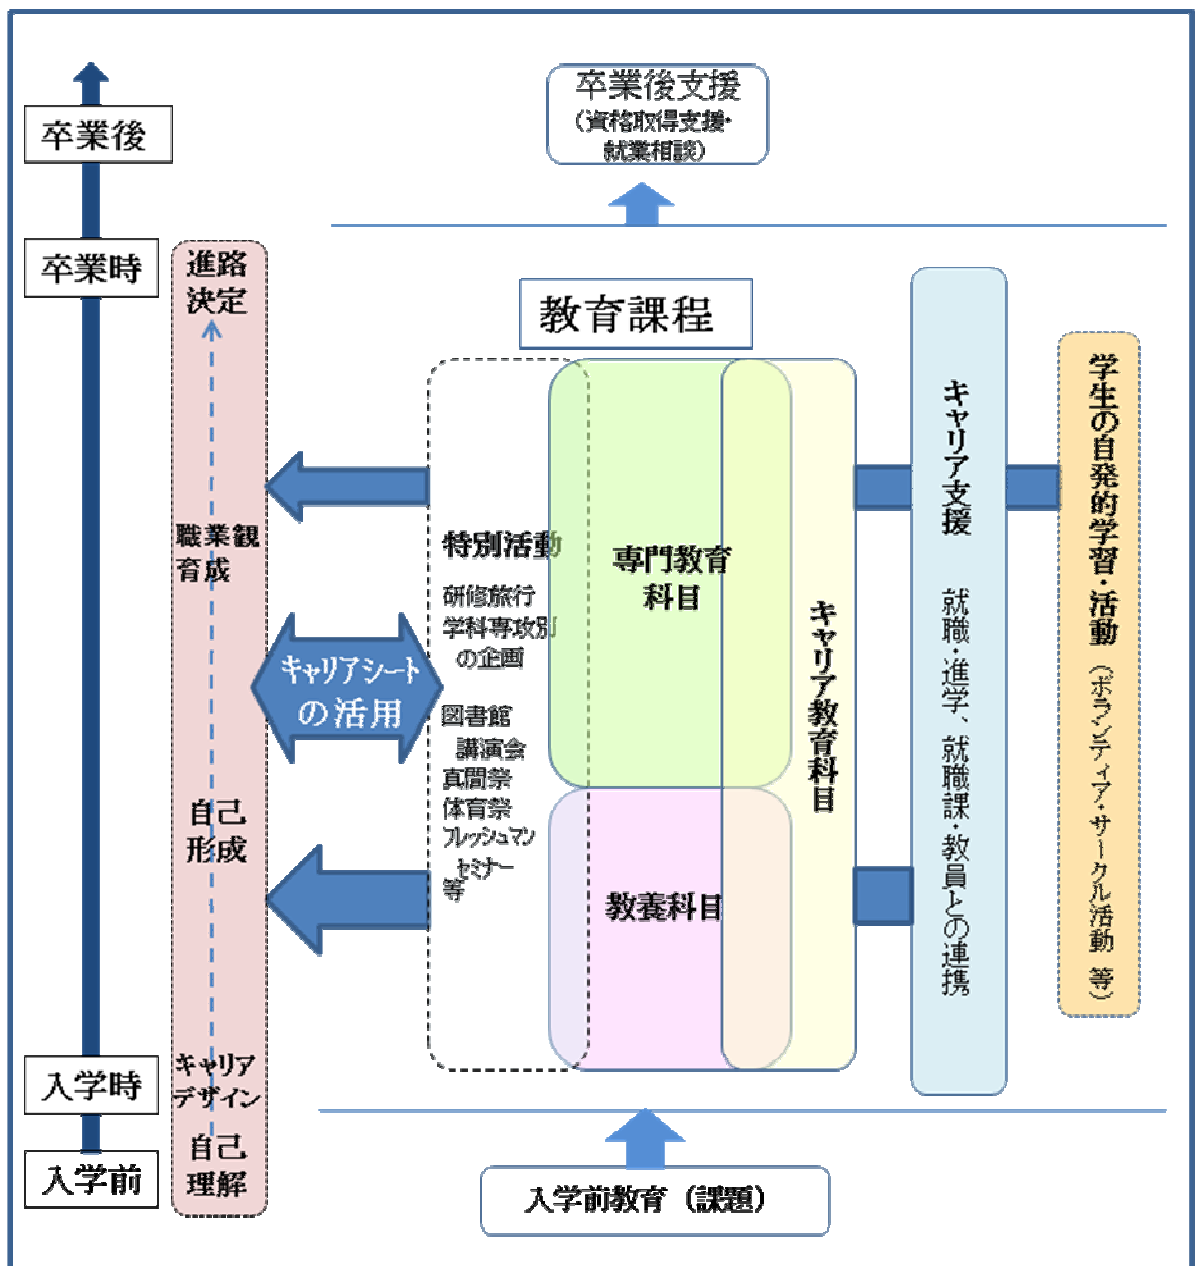 卒業後
卒業時
入学時
入学前
進路
決定
職業観
育成
自己
形成
キャリア
デザイン
自己
理解
卒業後支援
（資格取得支援・
就業相談）
教育課程
キャリアシート
の活用
特別活動
研修旅行
学科専攻別
の企画
図書館
講演会
真間祭
体育祭
フレッシュマン
セミナー
等
専門教育
科目
教養科目
キャリア教育科目
キャリア支援　就職・進学、就職課・教員との連携
学生の自発的学習・活動（ボランティア・サークル活動 等）
入学前教育（課題）